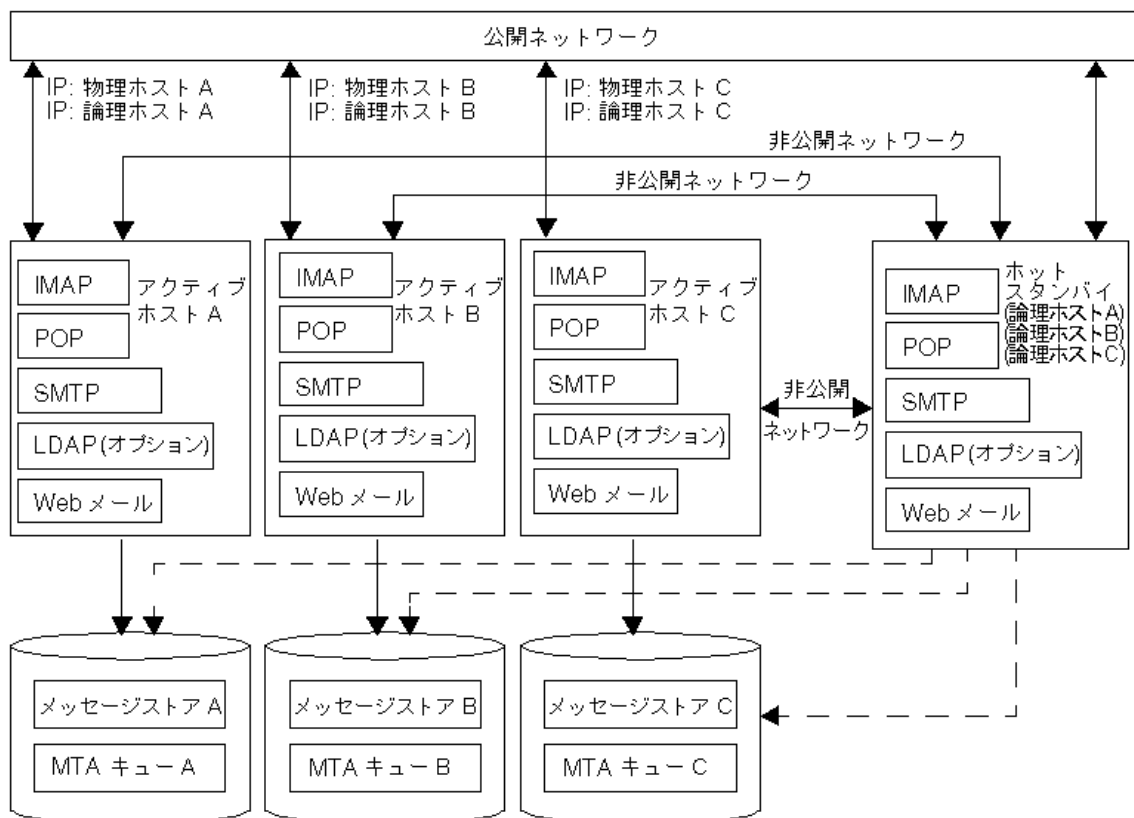 公開ネットワーク
IP: 物理ホスト A
IP: 論理ホスト A
IP: 物理ホスト B
IP: 論理ホスト B
IP: 物理ホスト C
IP: 論理ホスト C
非公開ネットワーク
非公開ネットワーク
アクティブ
ホスト A
IMAP
POP
SMTP
LDAP (オプション)
Web メール
アクティブ
ホスト B
IMAP
POP
SMTP
LDAP (オプション)
Web メール
アクティブ
ホスト C
IMAP
POP
SMTP
LDAP (オプション)
Web メール
非公開
ネットワーク
ホット
スタンバイ
(論理ホストA)
(論理ホストB)
(論理ホストC)
IMAP
POP
SMTP
LDAP (オプション)
Web メール
メッセージストア A
MTA キュー A
メッセージストア B
MTA キュー B
メッセージストア C
MTA キュー C